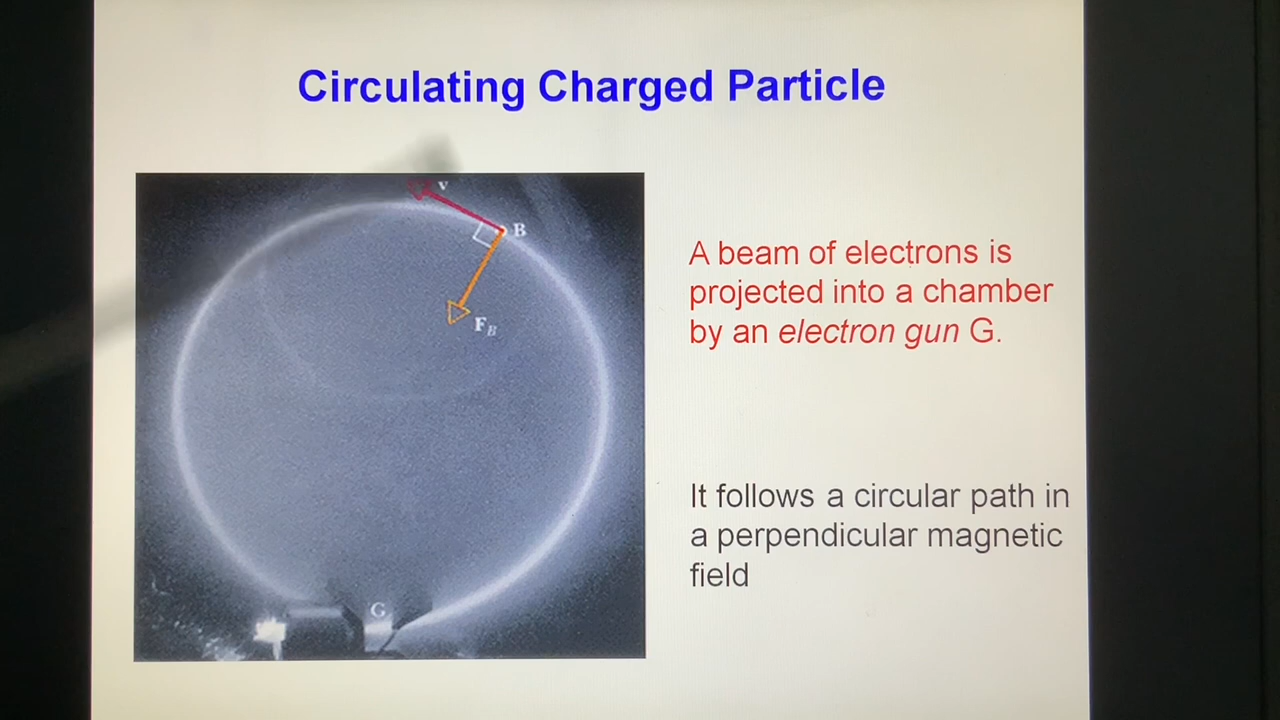 Circulating Charged Particle
v
B
F_B
A beam of electrons is
projected into a chamber
by an electron gun G.
It follows a circular path in
a perpendicular magnetic
field
G